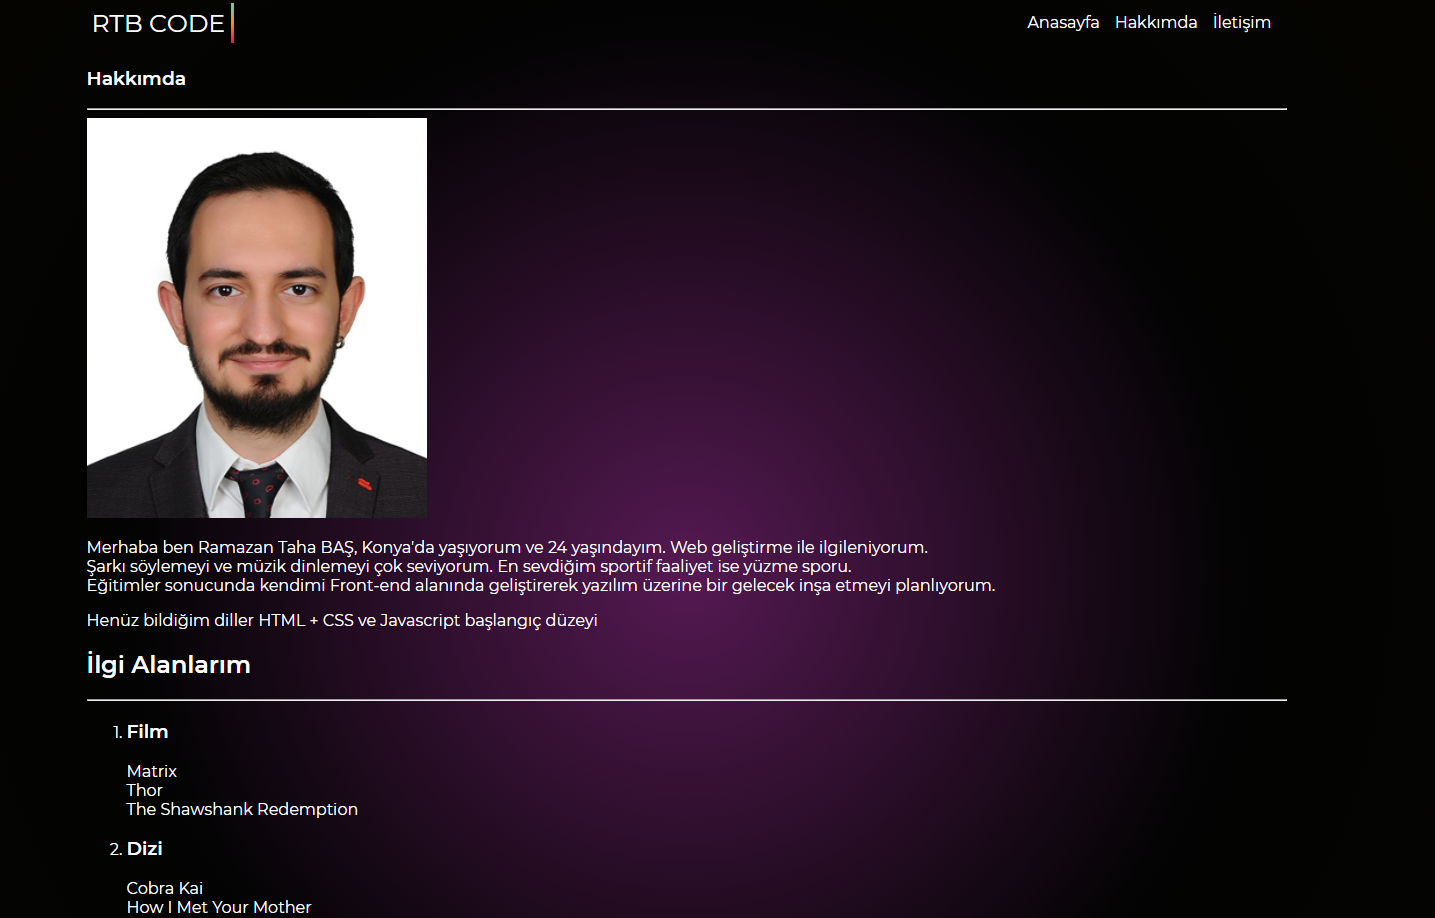 RTB CODE
Anasayfa Hakkımda İletişim
Hakkımda
Merhaba ben Ramazan Taha BAŞ, Konya'da yaşıyorum ve 24 yaşındayım. Web geliştirme ile ilgileniyorum.
Şarkı söylemeyi ve müzik dinlemeyi çok seviyorum. En sevdiğim sportif faaliyet ise yüzme sporu.
Eğitimler sonucunda kendimi Front-end alanında geliştirerek yazılım üzerine bir gelecek inşa etmeyi planlıyorum.
Henüz bildiğim diller HTML + CSS ve Javascript başlangıç düzeyi
İlgi Alanlarım
1. Film
Matrix
Thor
The Shawshank Redemption
2. Dizi
Cobra Kai
How I Met Your Mother